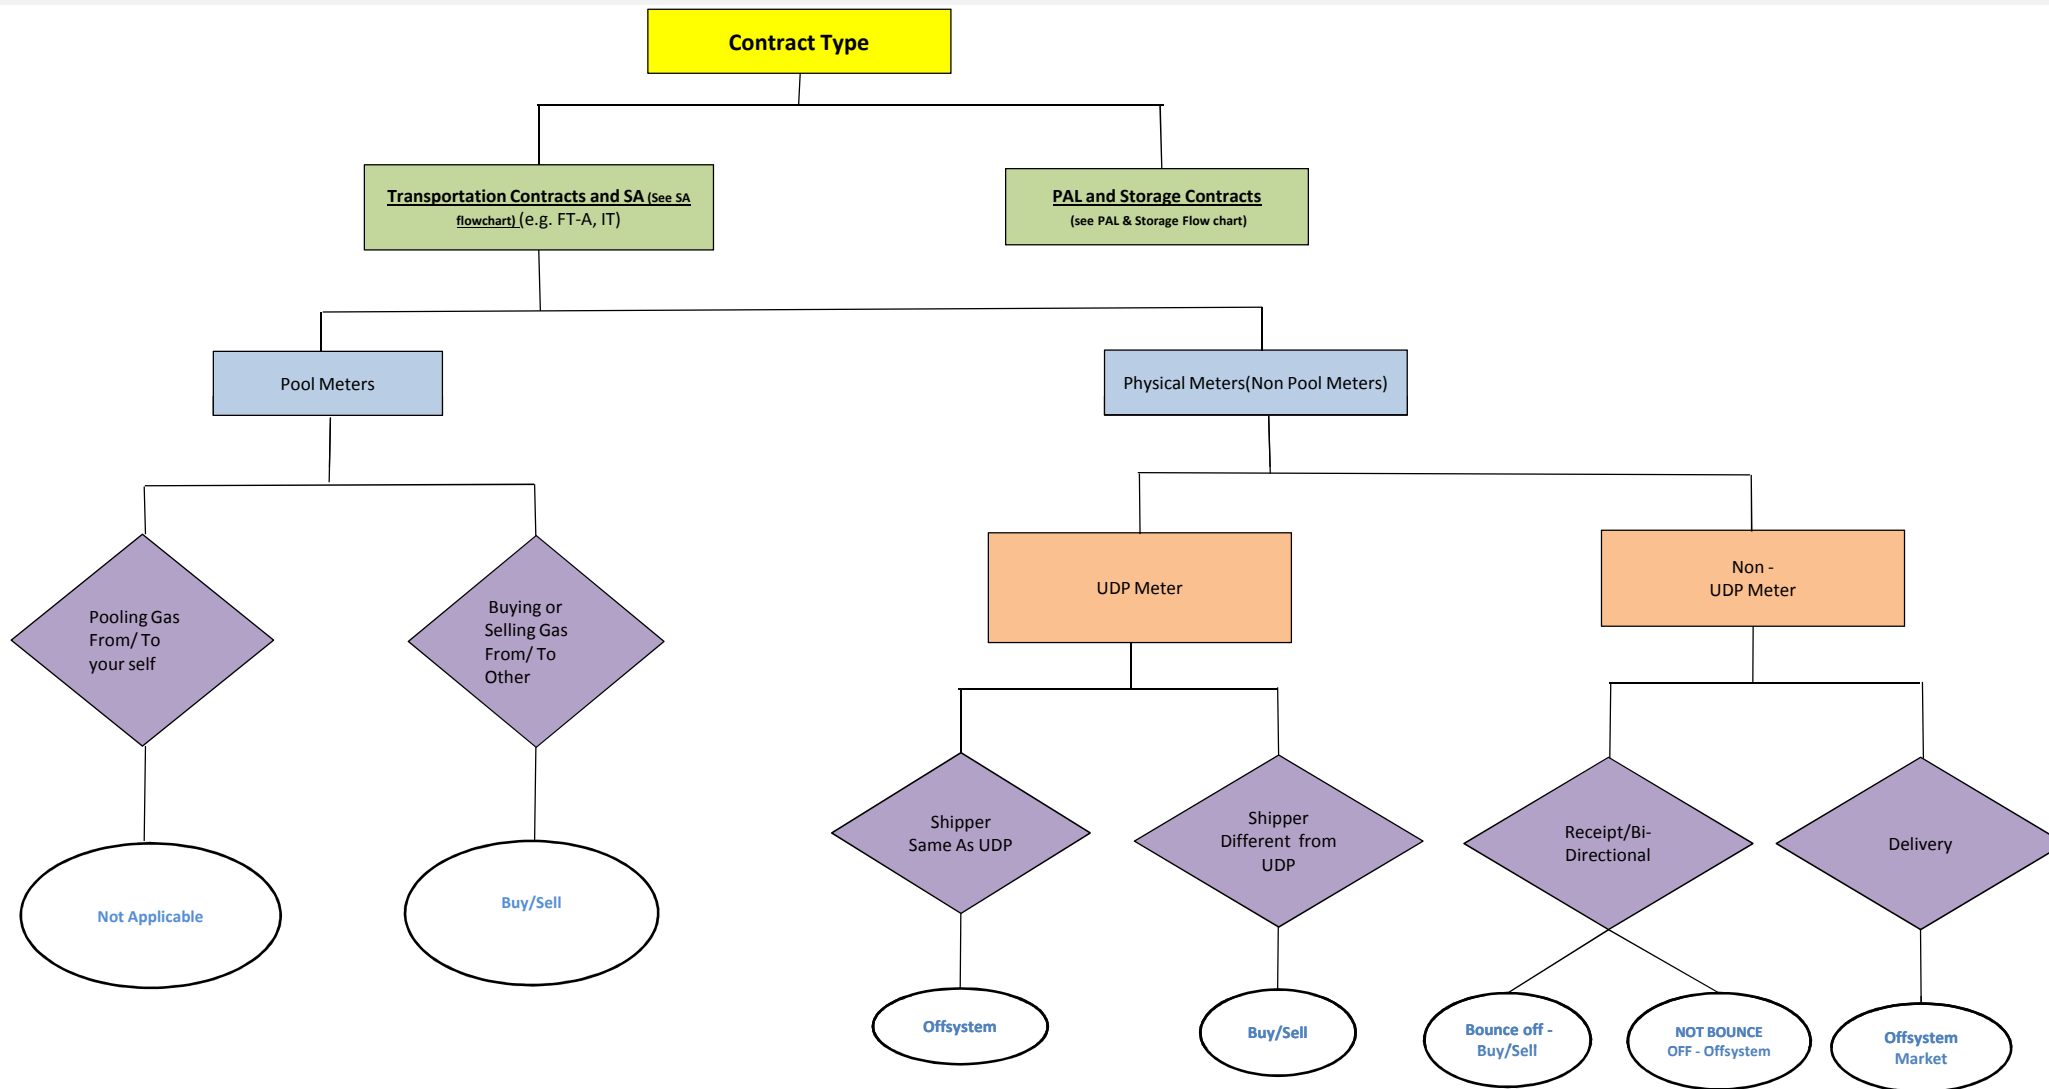 Contract Type
Transportation Contracts and SA (See SA
flowchart) (e.g. FT-A, IT)
PAL and Storage Contracts
(see PAL & Storage Flow chart)
Pool Meters
Physical Meters(Non Pool Meters)
UDP Meter
Non -
UDP Meter
Pooling Gas
From/ To
your self
Buying or
Selling Gas
From/ To
Other
Shipper
Same As UDP
Shipper
Different from
UDP
Receipt/Bi-
Directional
Delivery
Not Applicable
Buy/Sell
Offsystem
Buy/Sell
Bounce off -
Buy/Sell
NOT BOUNCE
OFF - Offsystem
Offsystem
Market